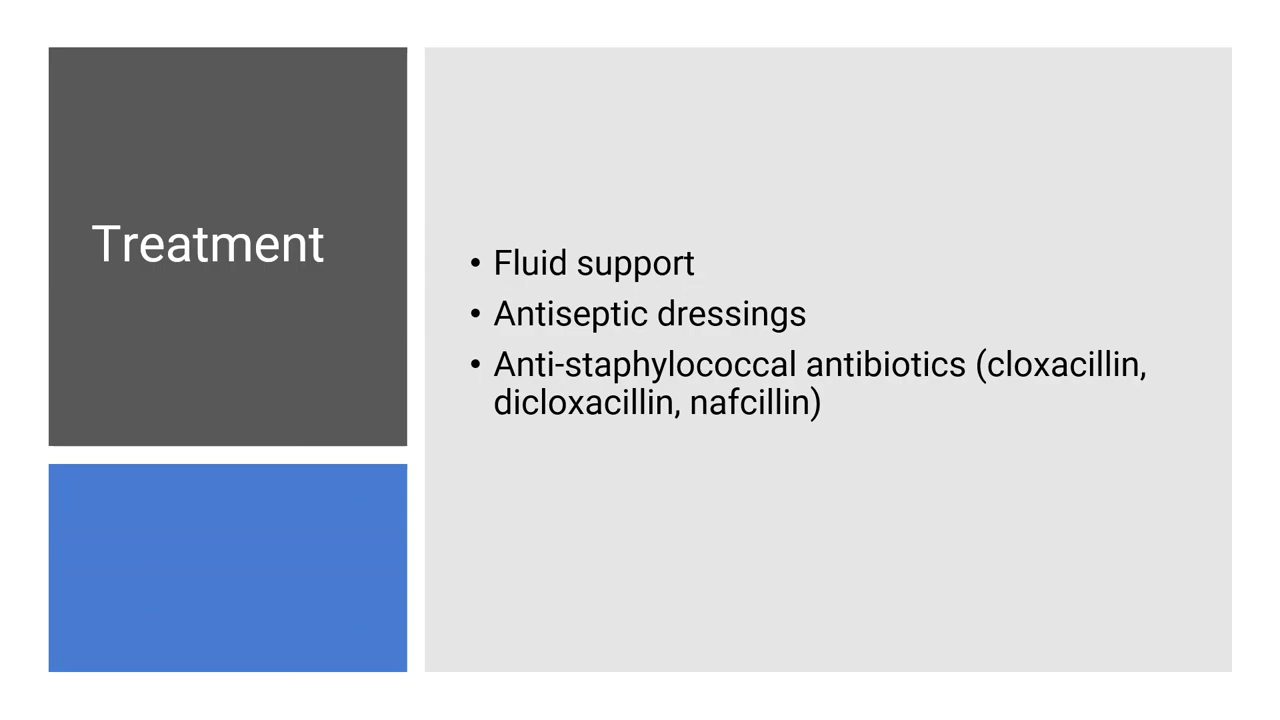 Treatment
• Fluid support
• Antiseptic dressings
• Anti-staphylococcal antibiotics (cloxacillin,
dicloxacillin, nafcillin)